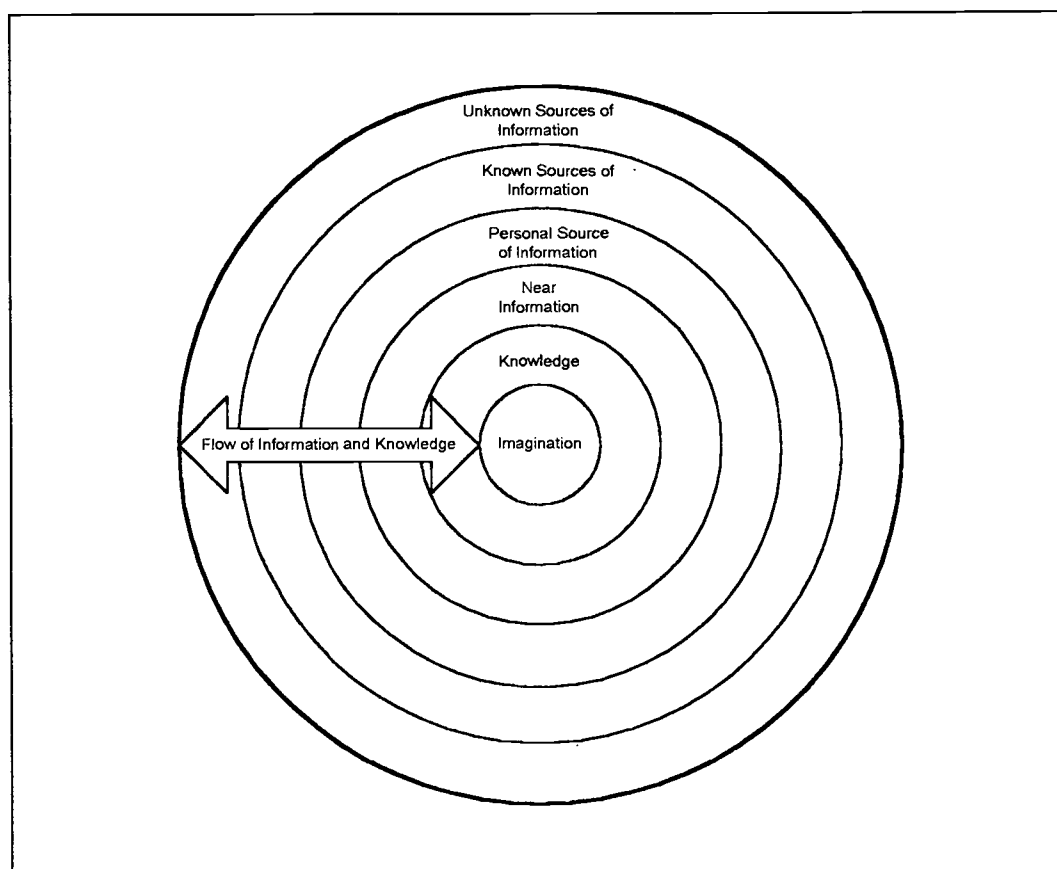 Unknown Sources of
Information
Known Sources of
Information
Personal Source
of Information
Near
Information
Knowledge
Flow of Information and Knowledge
Imagination